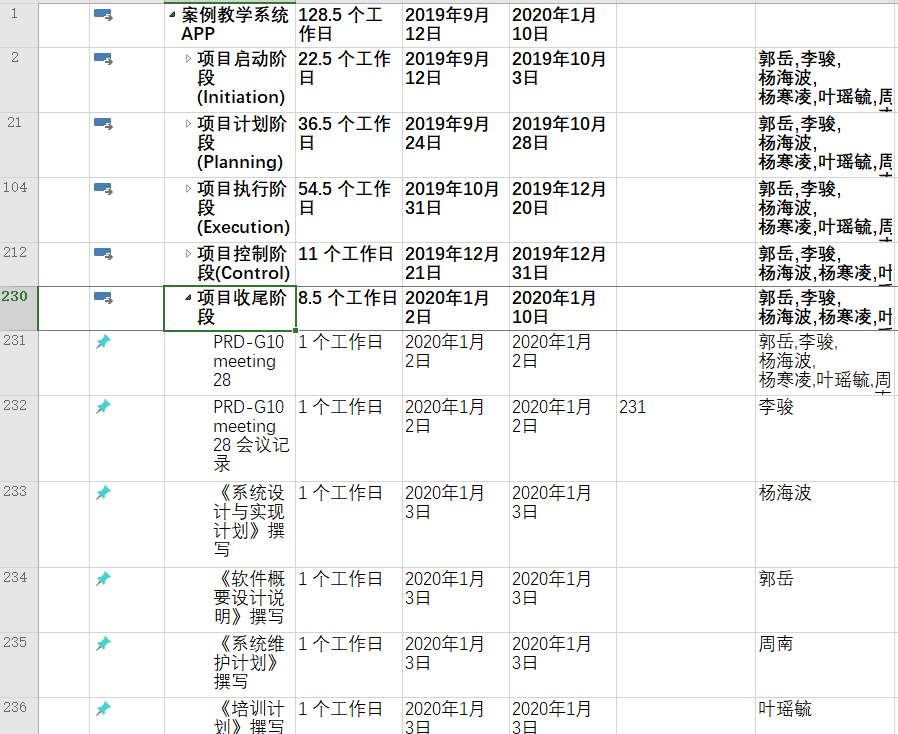 1 案例教学系统 128.5 个工 2019年9月 2020年1月
APP 作日 12日 10日
2 项目启动阶 22.5 个工作 2019年9月 2019年10月 郭岳,李骏,
段 日 12日 3日 杨海波,
(Initiation) 杨寒凌,叶瑶毓,周
21 项目计划阶 36.5 个工作 2019年9月 2019年10月 郭岳,李骏,
段 日 24日 28日 杨海波,
(Planning) 杨寒凌,叶瑶毓,周
104 项目执行阶 54.5 个工作 2019年10月 2019年12月 郭岳,李骏,
段 日 31日 20日 杨海波,
(Execution) 杨寒凌,叶瑶毓,周
212 项目控制阶 11 个工作日 2019年12月 2019年12月 郭岳,李骏,
段(Control) 21日 31日 杨海波,杨寒凌,叶
230 项目收尾阶 8.5 个工作日 2020年1月 2020年1月 郭岳,李骏,
段 2日 10日 杨海波,杨寒凌,叶
231 PRD-G10 1 个工作日 2020年1月 2020年1月 郭岳,李骏,
meeting 2日 2日 杨海波,
28 杨寒凌,叶瑶毓,周
232 PRD-G10 1 个工作日 2020年1月 2020年1月 231 李骏
meeting 2日 2日
28 会议记
录
233 《系统设 1 个工作日 2020年1月 2020年1月 杨海波
计与实现 3日 3日
计划》撰
写
234 《软件概 1 个工作日 2020年1月 2020年1月 郭岳
要设计说 3日 3日
明》撰写
235 《系统维 1 个工作日 2020年1月 2020年1月 周南
护计划》 3日 3日
撰写
236 《培训计 1 个工作日 2020年1月 2020年1月 叶瑶毓
划》撰写 3日 3日